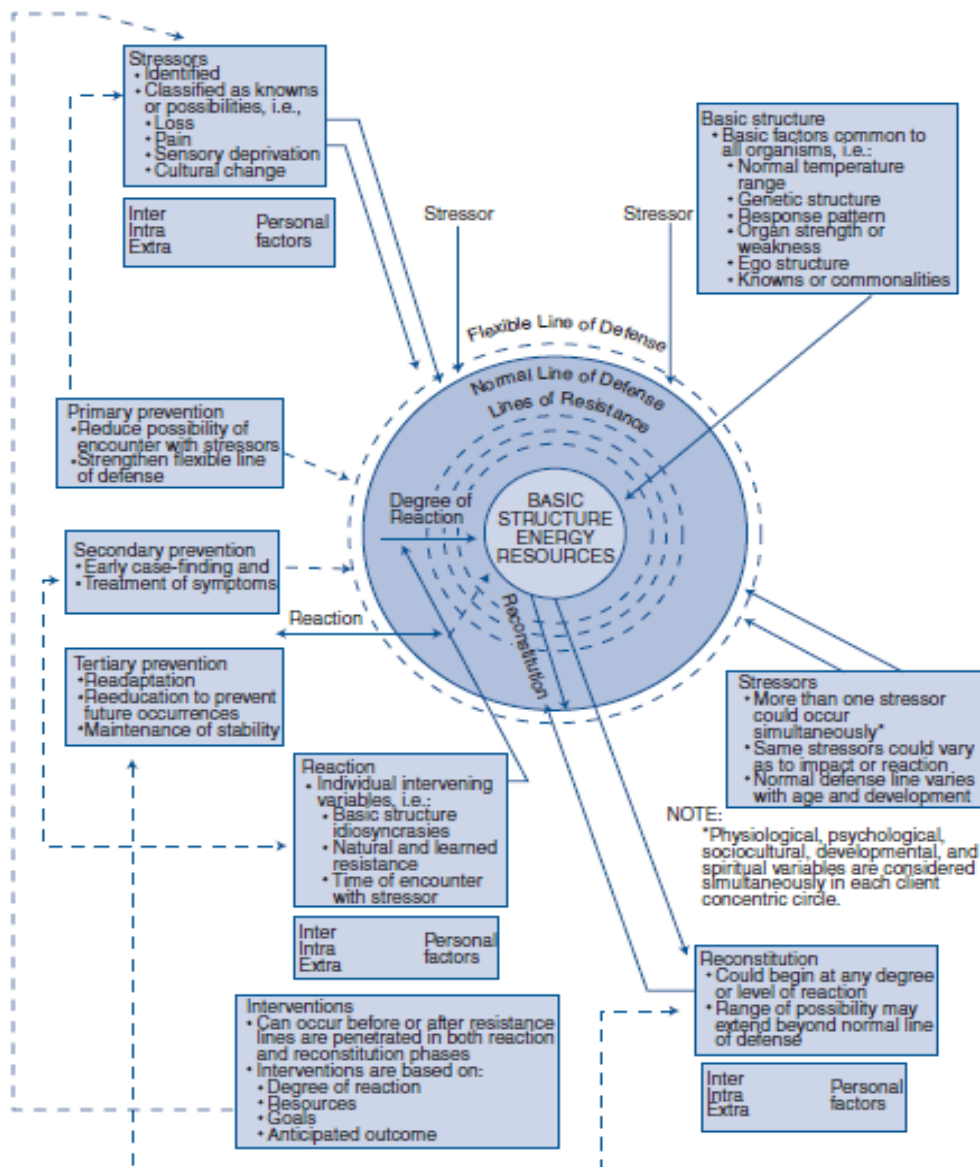 Stressors
• Identified
• Classified as knowns
or possibilities, i.e.,
• Loss
• Pain
• Sensory deprivation
• Cultural change
Inter
Intra
Extra
Personal
factors
Stressor
Stressor
Basic structure
• Basic factors common to
all organisms, i.e.:
• Normal temperature
range
• Genetic structure
• Response pattern
• Organ strength or
weakness
• Ego structure
• Knowns or commonalities
Flexible Line of Defense
Normal Line of Defense
Lines of Resistance
Degree of
Reaction
BASIC
STRUCTURE
ENERGY
RESOURCES
Reconstitution
Primary prevention
• Reduce possibility of
encounter with stressors
• Strengthen flexible line
of defense
Secondary prevention
• Early case-finding and
• Treatment of symptoms
Reaction
Tertiary prevention
• Readaptation
• Reeducation to prevent
future occurrences
• Maintenance of stability
Stressors
• More than one stressor
could occur
simultaneously*
• Same stressors could vary
as to impact or reaction
• Normal defense line varies
with age and development
NOTE:
*Physiological, psychological,
sociocultural, developmental, and
spiritual variables are considered
simultaneously in each client
concentric circle.
Reaction
• Individual intervening
variables, i.e.:
• Basic structure
idiosyncrasies
• Natural and learned
resistance
• Time of encounter
with stressor
Inter
Intra
Extra
Personal
factors
Reconstitution
• Could begin at any degree
or level of reaction
• Range of possibility may
extend beyond normal line
of defense
Inter
Intra
Extra
Personal
factors
Interventions
• Can occur before or after resistance
lines are penetrated in both reaction
and reconstitution phases
• Interventions are based on:
• Degree of reaction
• Resources
• Goals
• Anticipated outcome